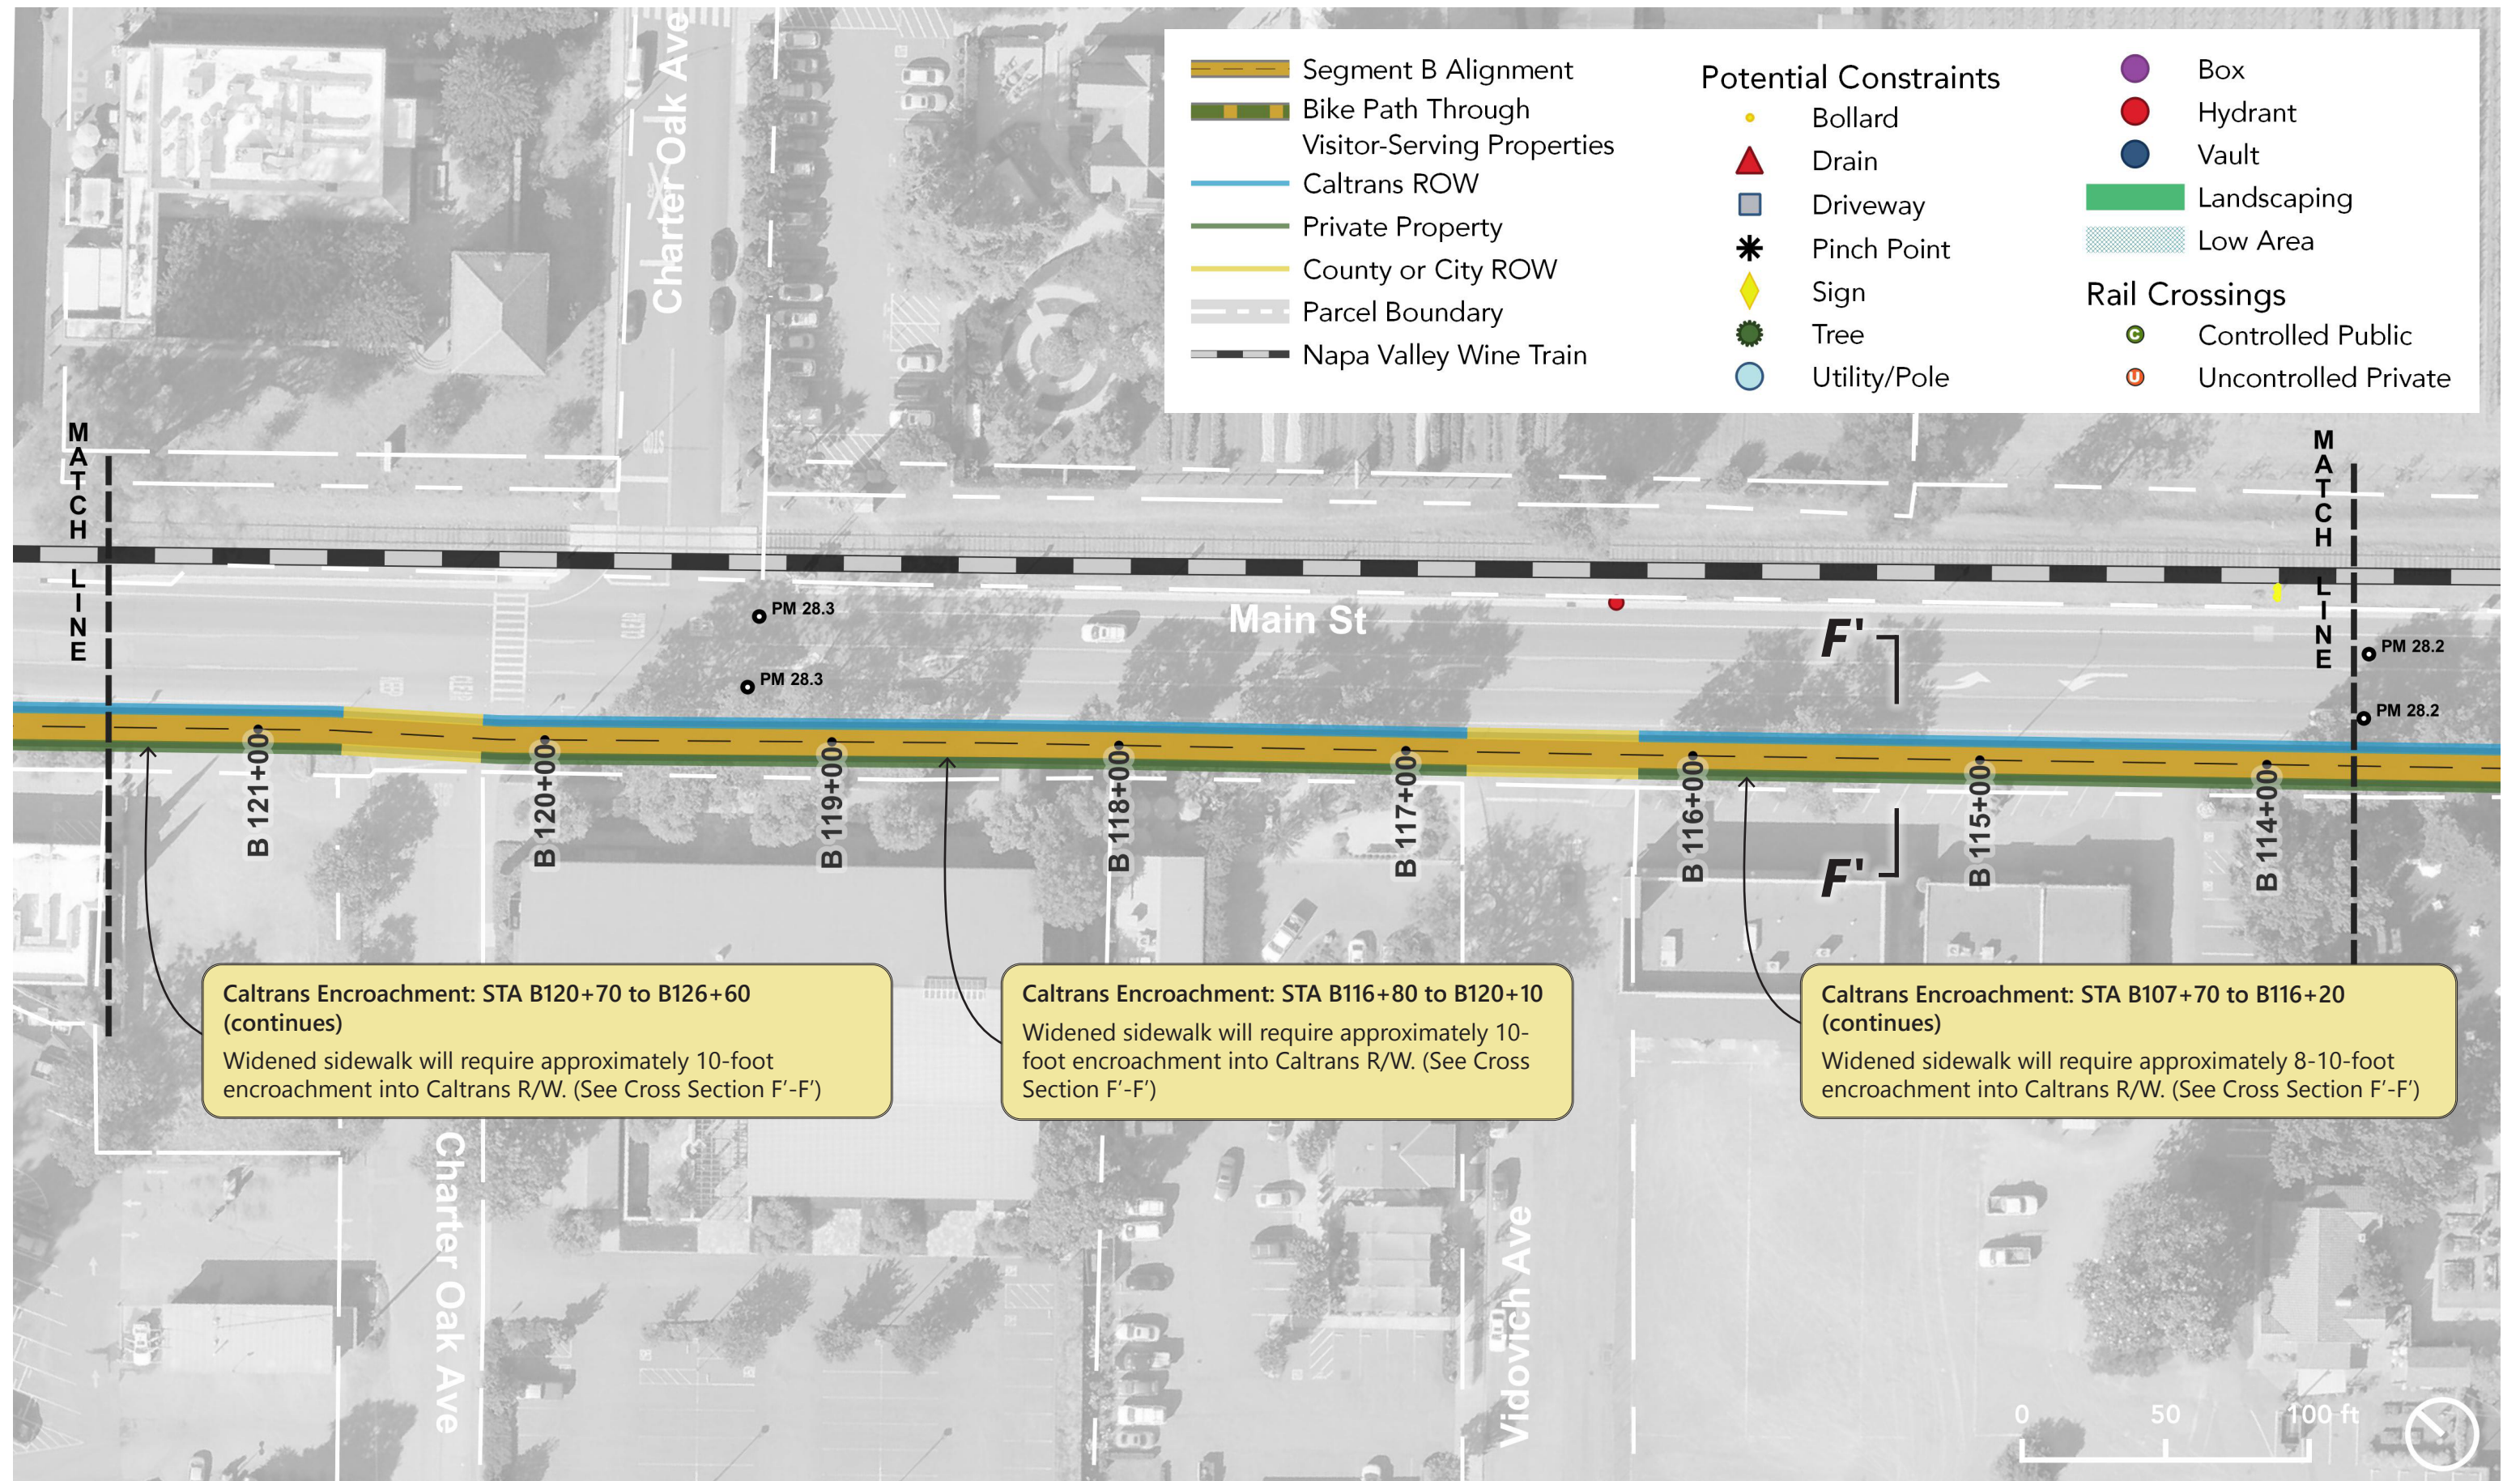 Charter Oak Ave
Segment B Alignment
Bike Path Through
Visitor-Serving Properties
Caltrans ROW
Private Property
County or City ROW
Parcel Boundary
Napa Valley Wine Train
Potential Constraints
Bollard
Drain
Driveway
Pinch Point
Sign
Tree
Utility/Pole
Box
Hydrant
Vault
Landscaping
Low Area
Rail Crossings
C Controlled Public
U Uncontrolled Private
MATCH LINE
MATCH LINE
PM 28.3
PM 28.3
Main St
F'
PM 28.2
PM 28.2
B 121+00
B 120+00
B 119+00
B 118+00
B 117+00
B 116+00
B 115+00
B 114+00
F'
Caltrans Encroachment: STA B120+70 to B126+60
(continues)
Widened sidewalk will require approximately 10-foot
encroachment into Caltrans R/W. (See Cross Section F’-F’)
Caltrans Encroachment: STA B116+80 to B120+10
Widened sidewalk will require approximately 10-
foot encroachment into Caltrans R/W. (See Cross
Section F’-F’)
Caltrans Encroachment: STA B107+70 to B116+20
(continues)
Widened sidewalk will require approximately 8-10-foot
encroachment into Caltrans R/W. (See Cross Section F’-F’)
Charter Oak Ave
Vidovich Ave
0 50 100 ft